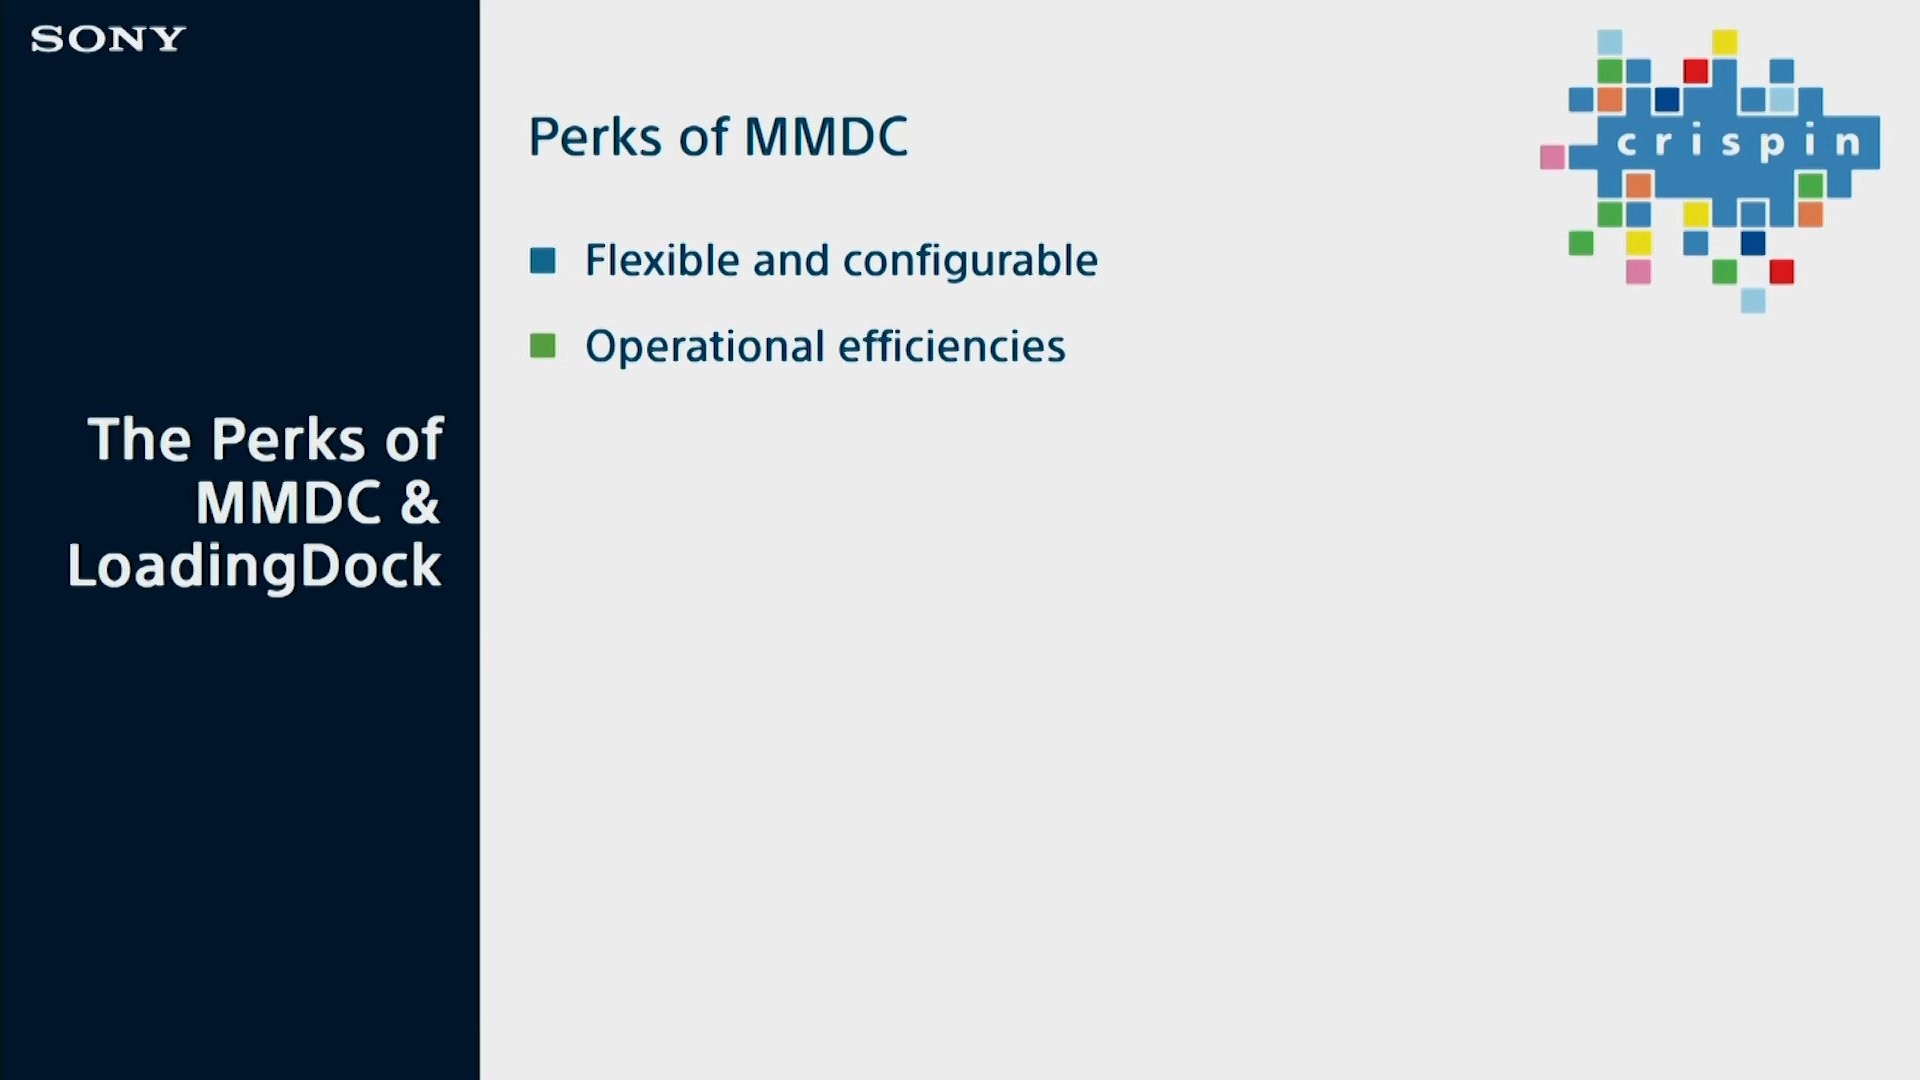 SONY
The Perks of
MMDC &
LoadingDock
Perks of MMDC
Flexible and configurable
Operational efficiencies
crispin